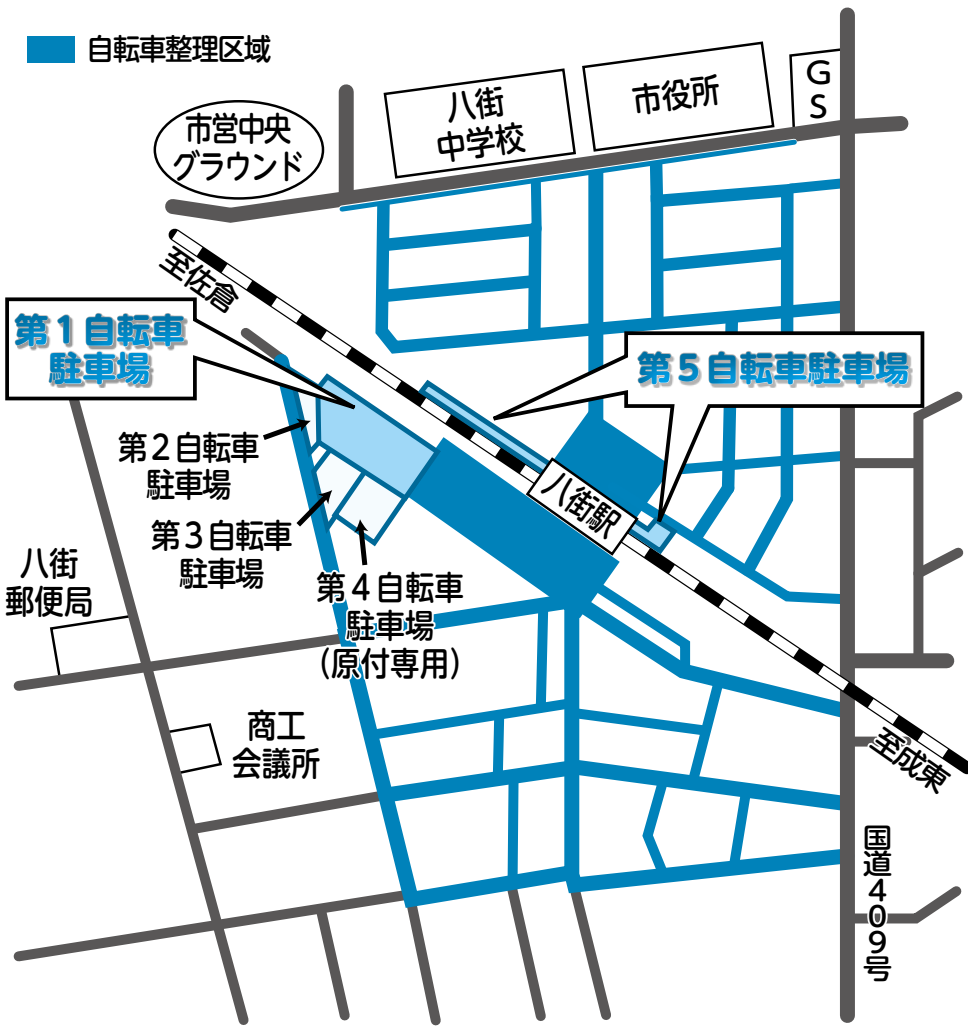 自転車整理区域
市営中央
グラウンド
八街
中学校
市役所
GS
至佐倉
第1自転車
駐車場
第5自転車駐車場
第2自転車
駐車場
八街駅
第3自転車
駐車場
八街
郵便局
第4自転車
駐車場
(原付専用)
商工
会議所
至成東
国道409号